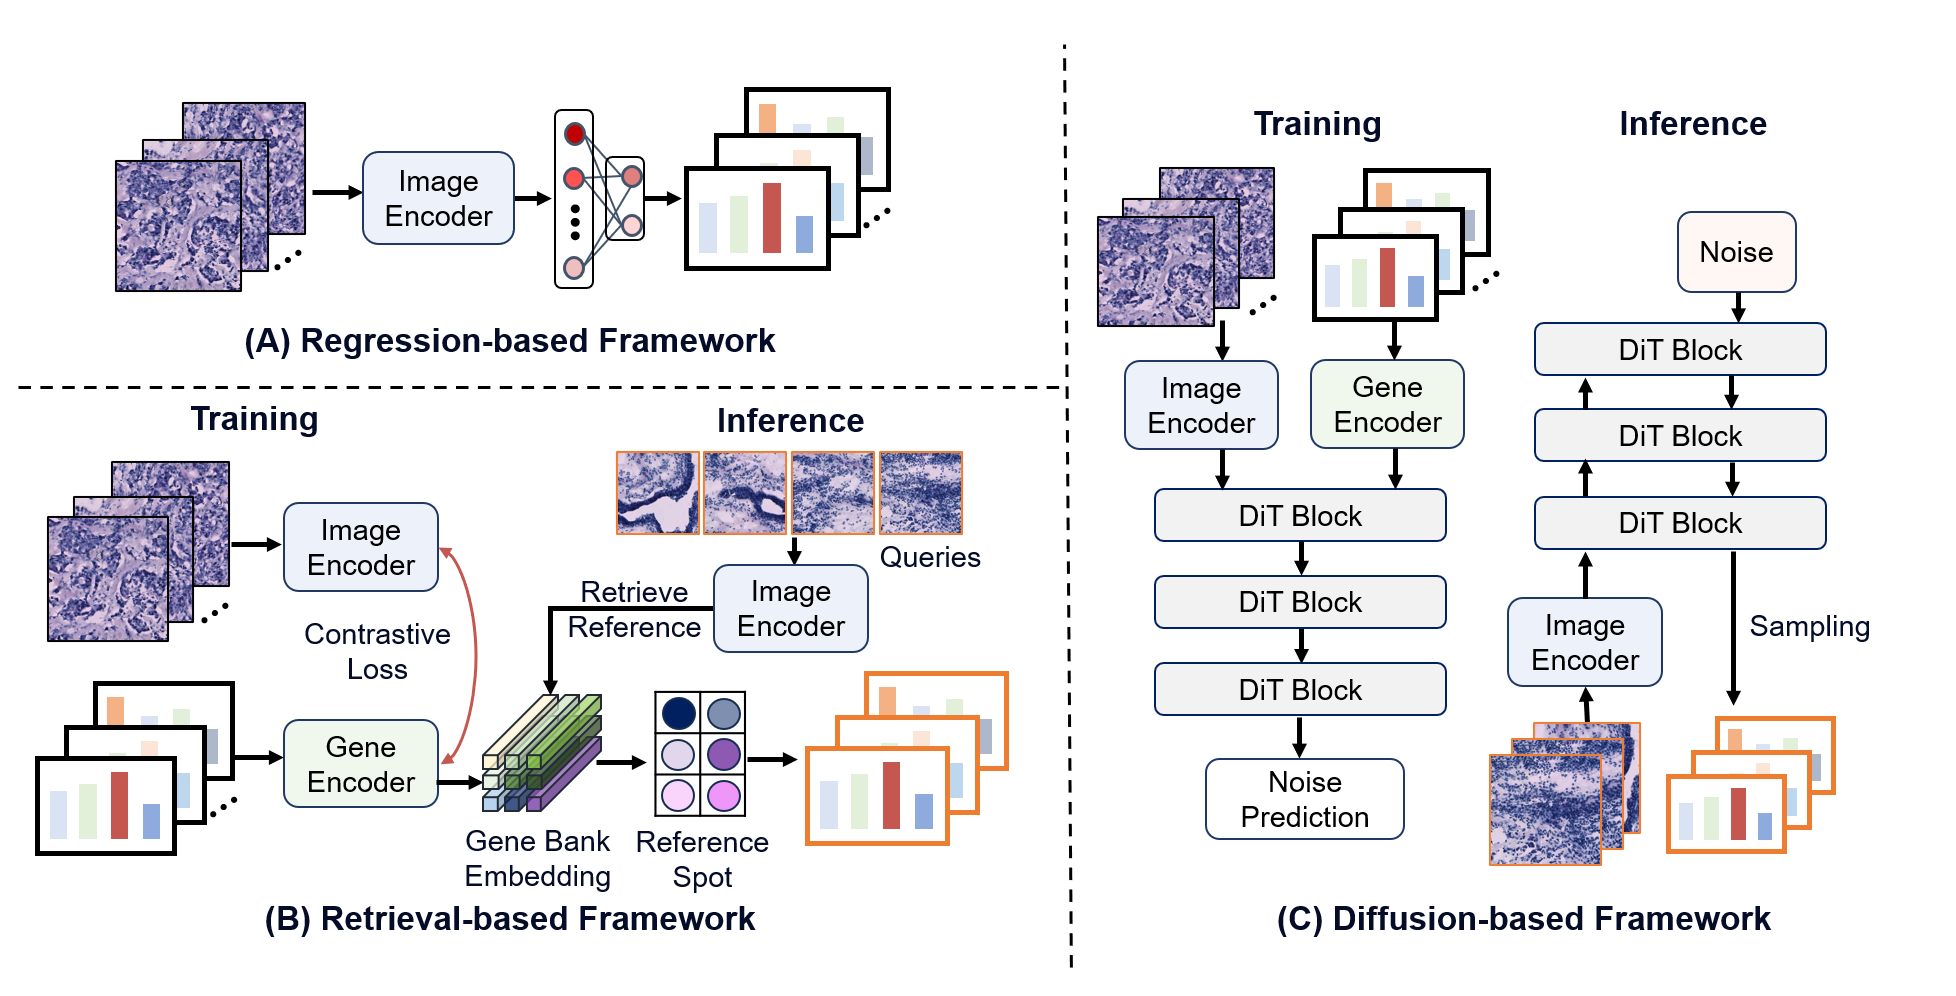 Image
Encoder
(A) Regression-based Framework
Training
Inference
Image
Encoder
Contrastive
Loss
Gene
Encoder
Queries
Image
Encoder
Retrieve
Reference
Gene Bank
Embedding
Reference
Spot
(B) Retrieval-based Framework
Training
Inference
Image
Encoder
Gene
Encoder
DiT Block
DiT Block
DiT Block
Noise
Prediction
Noise
DiT Block
DiT Block
DiT Block
Image
Encoder
Sampling
(C) Diffusion-based Framework